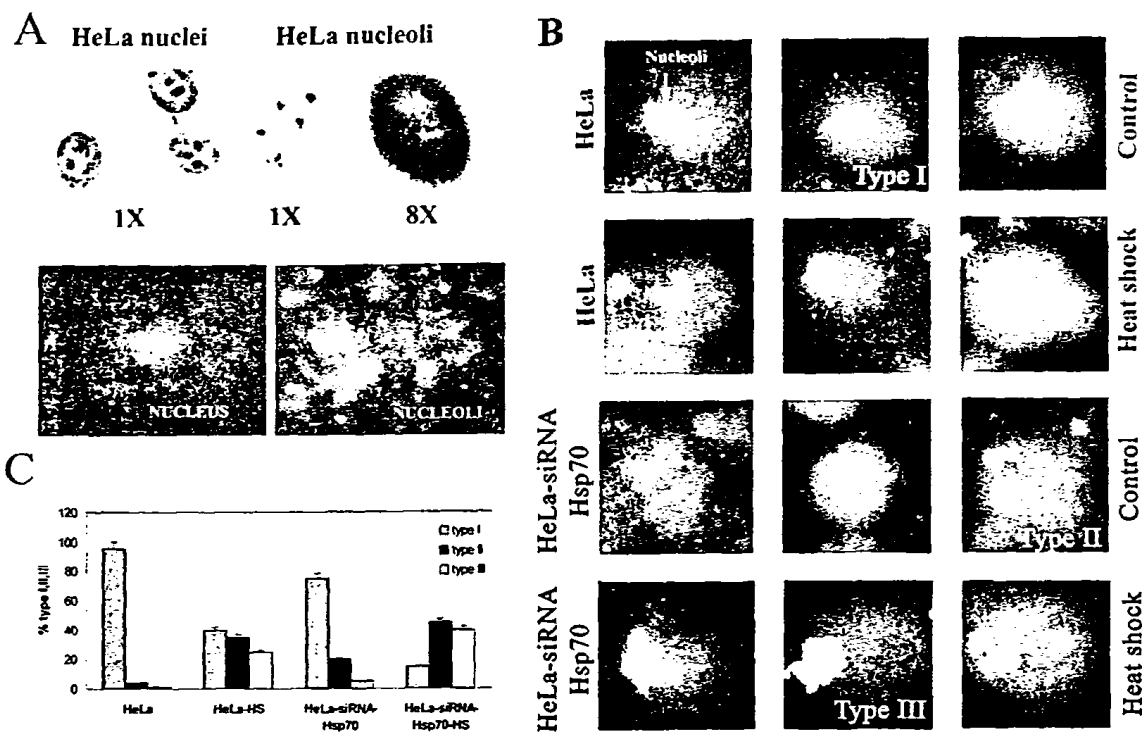 A
HeLa nuclei
HeLa nucleoli
1X
1X
8X
NUCLEUS
NUCLEOLI
B
HeLa
Nucleoli
Type I
Control
HeLa
Heat shock
HeLa-siRNA
Hsp70
Type II
Control
HeLa-siRNA
Hsp70
Type III
Heat shock
C
% type I,II,III
120
100
80
60
40
20
0
type I
type II
type III
HeLa
HeLa-HS
HeLa-siRNA-
Hsp70
HeLa-siRNA-
Hsp70-HS